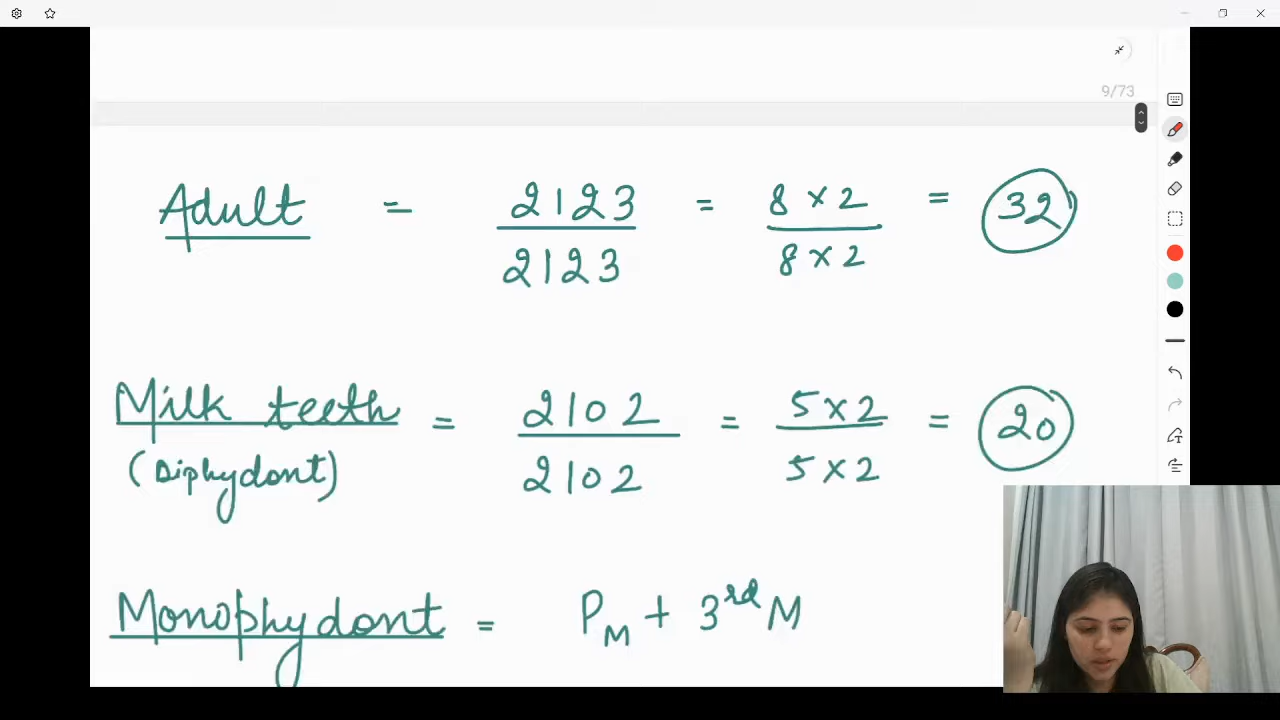 9/73
Adult = 2123 / 2123 = 8 × 2 / 8 × 2 = 32
Milk teeth = 2102 / 2102 = 5 × 2 / 5 × 2 = 20
(Diphydont)
Monophydont = PM + 3rd M